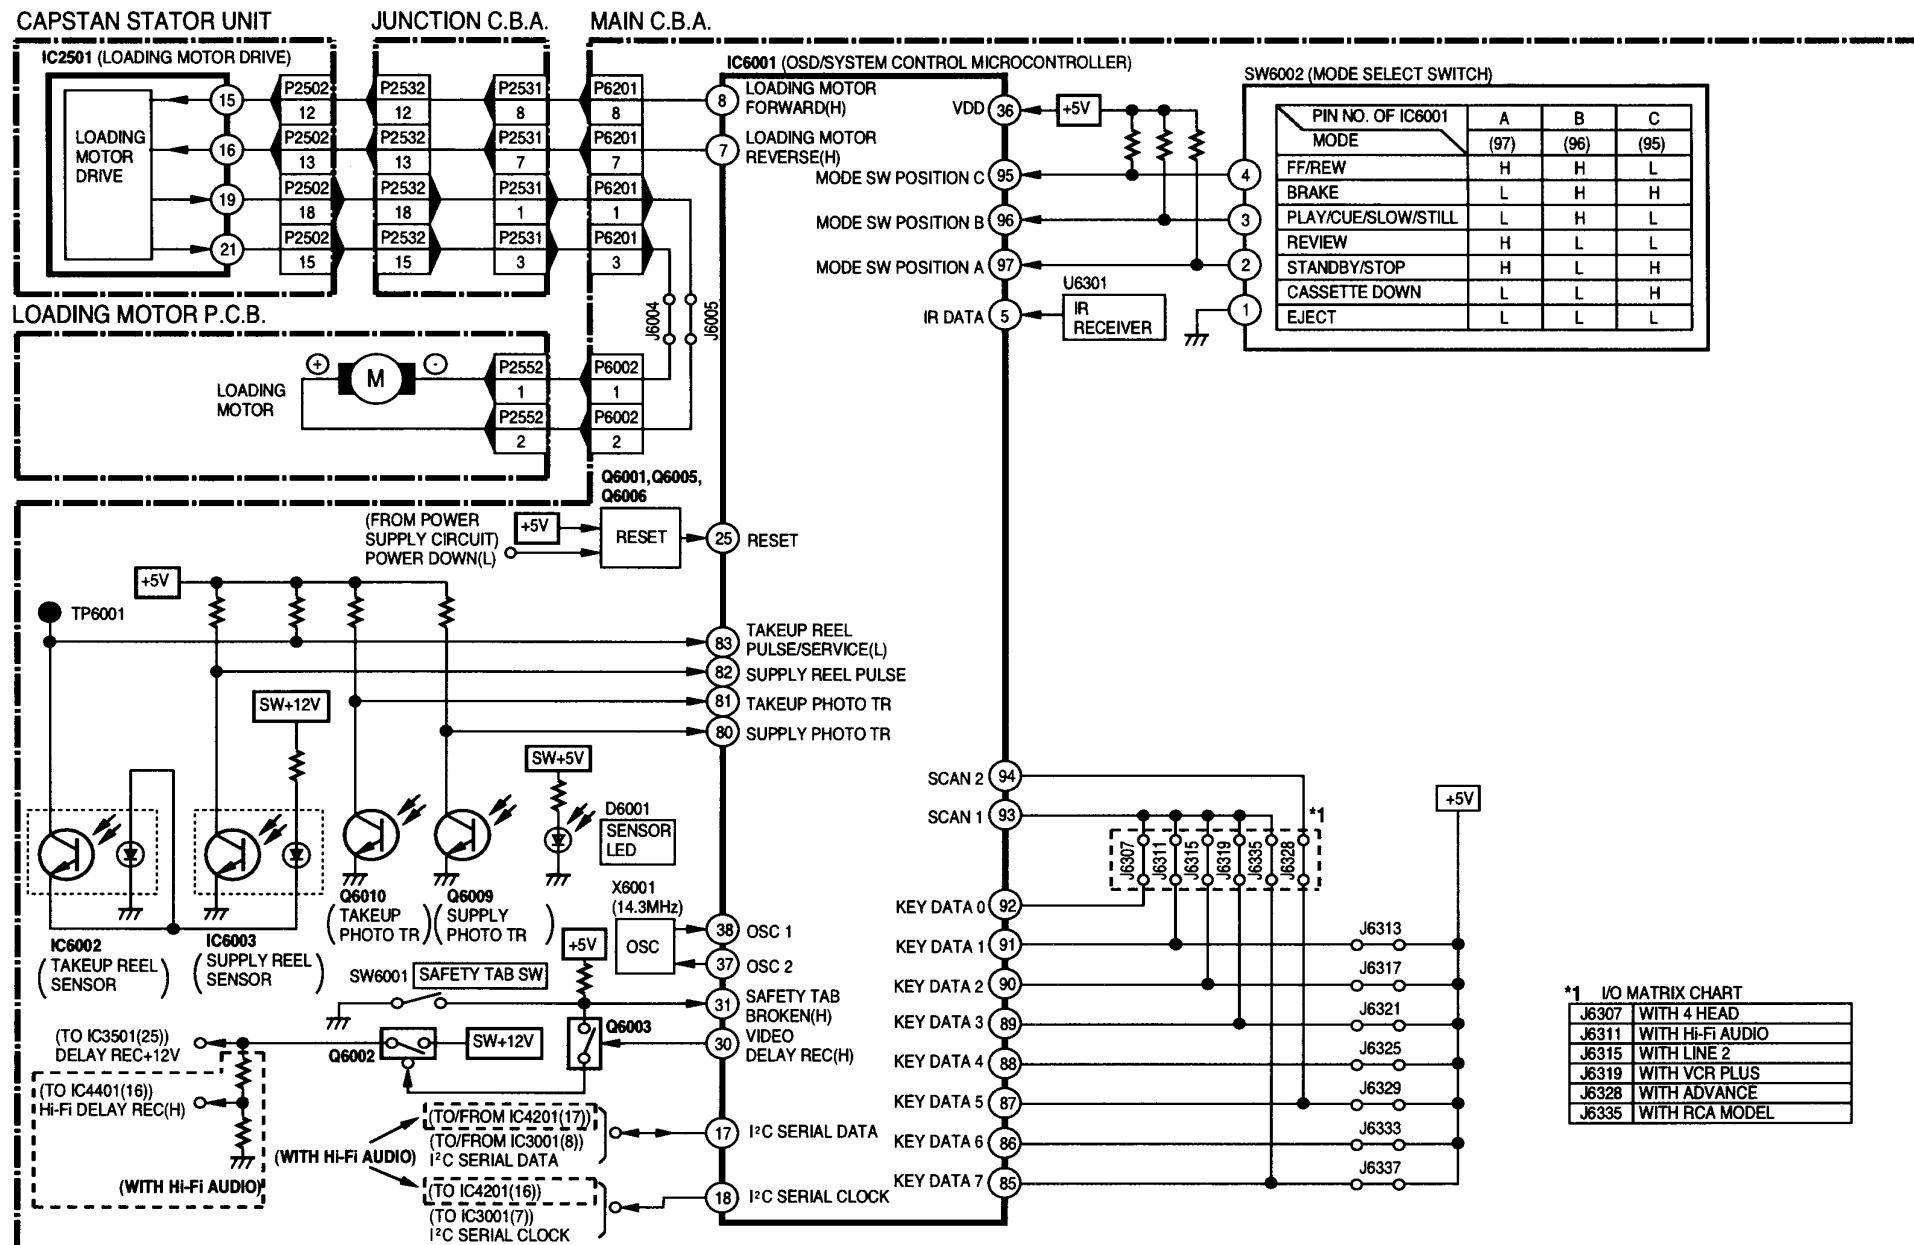 CAPSTAN STATOR UNIT
JUNCTION C.B.A.
MAIN C.B.A.
IC2501 (LOADING MOTOR DRIVE)
LOADING
MOTOR
DRIVE
15
16
19
21
P2502
12
P2502
13
P2502
18
P2502
15
P2532
12
P2532
13
P2532
18
P2532
15
P2531
8
P2531
7
P2531
1
P2531
3
P6201
8
P6201
7
P6201
1
P6201
3
J6004
J6005
IC6001 (OSD/SYSTEM CONTROL MICROCONTROLLER)
8
LOADING MOTOR
FORWARD(H)
7
LOADING MOTOR
REVERSE(H)
VDD 36
+5V
MODE SW POSITION C 95
MODE SW POSITION B 96
MODE SW POSITION A 97
IR DATA 5
U6301
IR
RECEIVER
SW6002 (MODE SELECT SWITCH)
4
3
2
1
PIN NO. OF IC6001 A B C
MODE (97) (96) (95)
FF/REW H H L
BRAKE L H H
PLAY/CUE/SLOW/STILL L H L
REVIEW H L L
STANDBY/STOP H L H
CASSETTE DOWN L L H
EJECT L L L
LOADING MOTOR P.C.B.
+ M -
LOADING
MOTOR
P2552
1
P2552
2
P6002
1
P6002
2
Q6001,Q6005,
Q6006
(FROM POWER
SUPPLY CIRCUIT)
POWER DOWN(L)
+5V
RESET
25 RESET
+5V
TP6001
83
TAKEUP REEL
PULSE/SERVICE(L)
82 SUPPLY REEL PULSE
81 TAKEUP PHOTO TR
80 SUPPLY PHOTO TR
SW+12V
SW+5V
D6001
SENSOR
LED
IC6002
(TAKEUP REEL
SENSOR)
IC6003
(SUPPLY REEL
SENSOR)
Q6010
(TAKEUP
PHOTO TR)
Q6009
(SUPPLY
PHOTO TR)
X6001
(14.3MHz)
OSC
38 OSC 1
37 OSC 2
+5V
SW6001 SAFETY TAB SW
31
SAFETY TAB
BROKEN(H)
30
VIDEO
DELAY REC(H)
Q6003
Q6002
SW+12V
(TO IC3501(25))
DELAY REC+12V
(TO IC4401(16))
Hi-Fi DELAY REC(H)
(WITH Hi-Fi AUDIO)
(WITH Hi-Fi AUDIO)
(TO/FROM IC4201(17))
(TO/FROM IC3001(8))
I²C SERIAL DATA
17 I²C SERIAL DATA
(TO IC4201(16))
(TO IC3001(7))
I²C SERIAL CLOCK
18 I²C SERIAL CLOCK
SCAN 2 94
SCAN 1 93
*1
J6307
J6311
J6315
J6319
J6335
J6328
+5V
KEY DATA 0 92
KEY DATA 1 91
J6313
KEY DATA 2 90
J6317
KEY DATA 3 89
J6321
KEY DATA 4 88
J6325
KEY DATA 5 87
J6329
KEY DATA 6 86
J6333
KEY DATA 7 85
J6337
*1 I/O MATRIX CHART
J6307 WITH 4 HEAD
J6311 WITH Hi-Fi AUDIO
J6315 WITH LINE 2
J6319 WITH VCR PLUS
J6328 WITH ADVANCE
J6335 WITH RCA MODEL